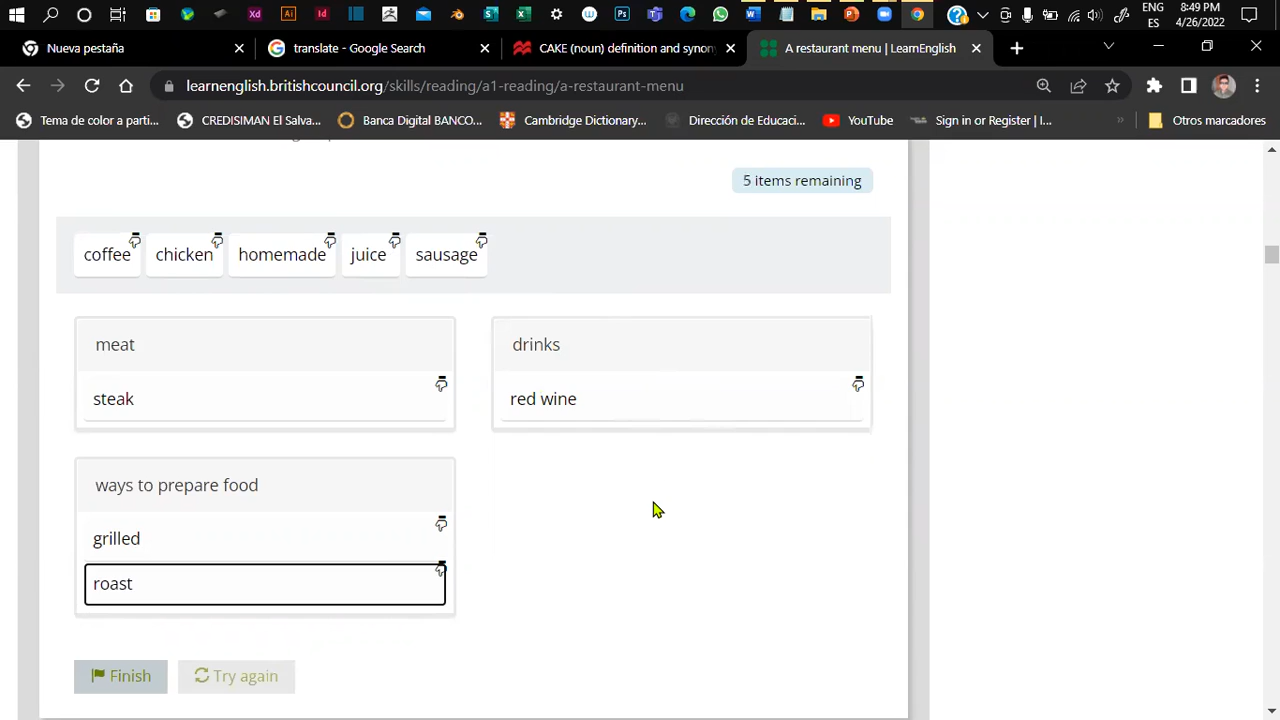 ENG
ES
8:49 PM
4/26/2022
Nueva pestaña
translate - Google Search
CAKE (noun) definition and synony
A restaurant menu | LearnEnglish
learnenglish.britishcouncil.org/skills/reading/a1-reading/a-restaurant-menu
Tema de color a parti...
CREDISIMAN El Salva...
Banca Digital BANCO...
Cambridge Dictionary...
Dirección de Educaci...
YouTube
Sign in or Register | I...
Otros marcadores
5 items remaining
coffee chicken homemade juice sausage
meat
drinks
steak
red wine
ways to prepare food
grilled
roast
Finish
Try again